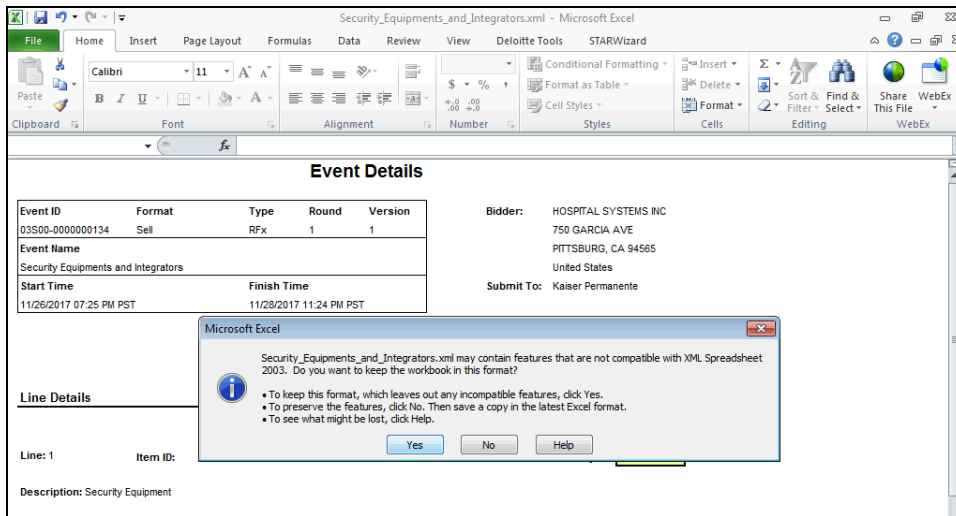 Security_Equipments_and_Integrators.xml - Microsoft Excel
File Home Insert Page Layout Formulas Data Review View Deloitte Tools STARWizard
Paste
Calibri 11 A A
B I U A
$ % ,
.0 .00 .00 .0
Conditional Formatting
Format as Table
Cell Styles
Insert
Delete
Format
Σ
Sort & Filter
Find & Select
Share This File
WebEx
Clipboard Font Alignment Number Styles Cells Editing WebEx
fx
Event Details
Event ID Format Type Round Version
03S00-0000000134 Sell RFx 1 1
Event Name
Security Equipments and Integrators
Start Time Finish Time
11/26/2017 07:25 PM PST 11/28/2017 11:24 PM PST
Bidder: HOSPITAL SYSTEMS INC
750 GARCIA AVE
PITTSBURG, CA 94565
United States
Submit To: Kaiser Permanente
Microsoft Excel
Security_Equipments_and_Integrators.xml may contain features that are not compatible with XML Spreadsheet
2003. Do you want to keep the workbook in this format?
• To keep this format, which leaves out any incompatible features, click Yes.
• To preserve the features, click No. Then save a copy in the latest Excel format.
• To see what might be lost, click Help.
Yes No Help
Line Details
Line: 1 Item ID:
Description: Security Equipment